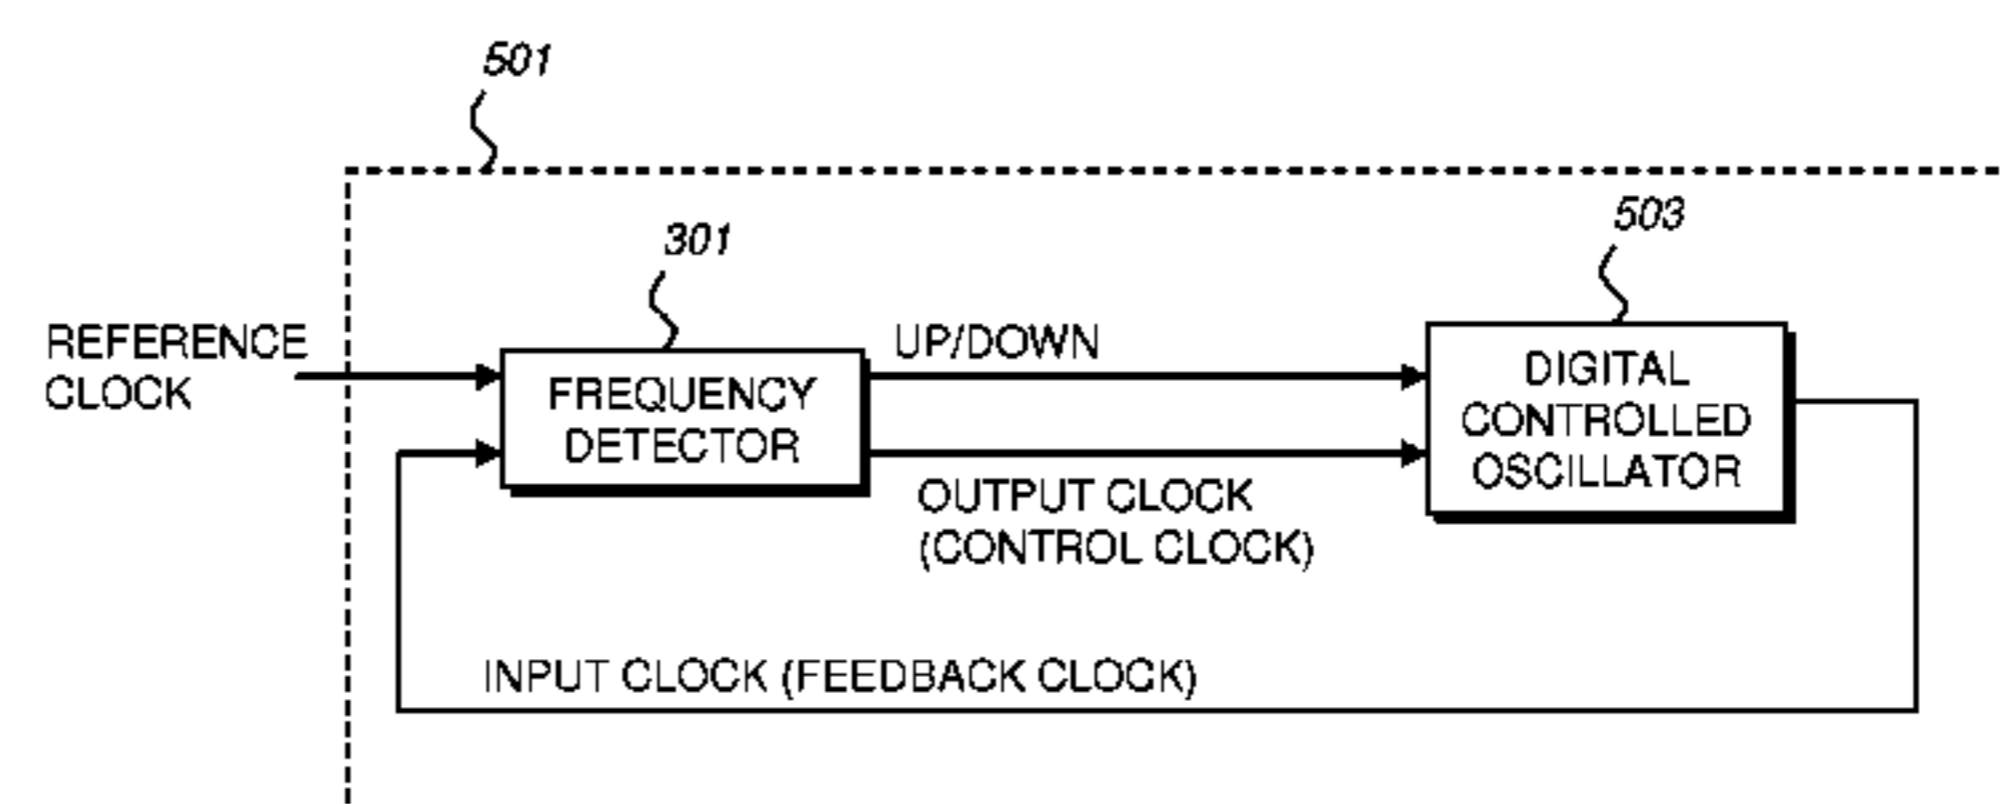 501
503
301
REFERENCE
CLOCK
UP/DOWN
FREQUENCY
DETECTOR
DIGITAL
CONTROLLED
OSCILLATOR
OUTPUT CLOCK
(CONTROL CLOCK)
INPUT CLOCK (FEEDBACK CLOCK)